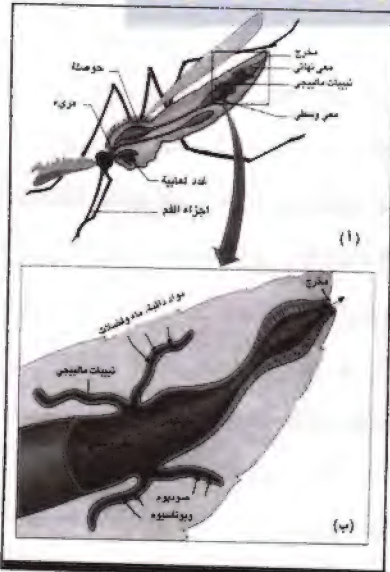 مخرج
معي نهائي
نبيبات مالبيجي
معي وسطي
حوصلة
مريء
غدد لعابية
اجزاء الفم
(أ)
مخرج
مواد ذائبة، ماء وفضلات
نبيبات مالبيجي
صوديوم
وبوتاسيوم
(ب)